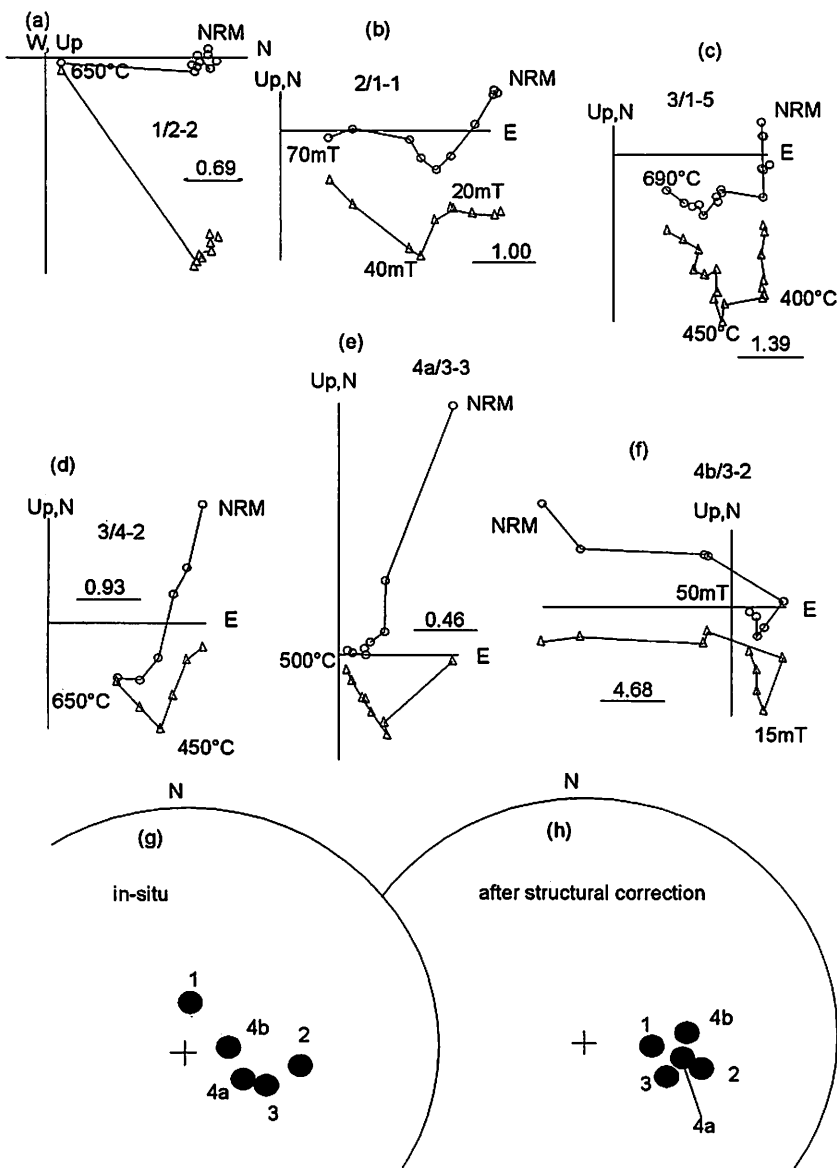 (a)
W, Up
NRM
N
650°C
1/2-2
0.69
(b)
Up,N
2/1-1
NRM
E
70mT
20mT
40mT
1.00
(c)
Up,N
3/1-5
NRM
E
690°C
400°C
450°C
1.39
(d)
Up,N
3/4-2
NRM
0.93
E
650°C
450°C
(e)
Up,N
4a/3-3
NRM
0.46
500°C
E
(f)
4b/3-2
Up,N
NRM
50mT
E
4.68
15mT
N
(g)
in-situ
1
4b
2
4a
3
N
(h)
after structural correction
1
4b
3
2
4a